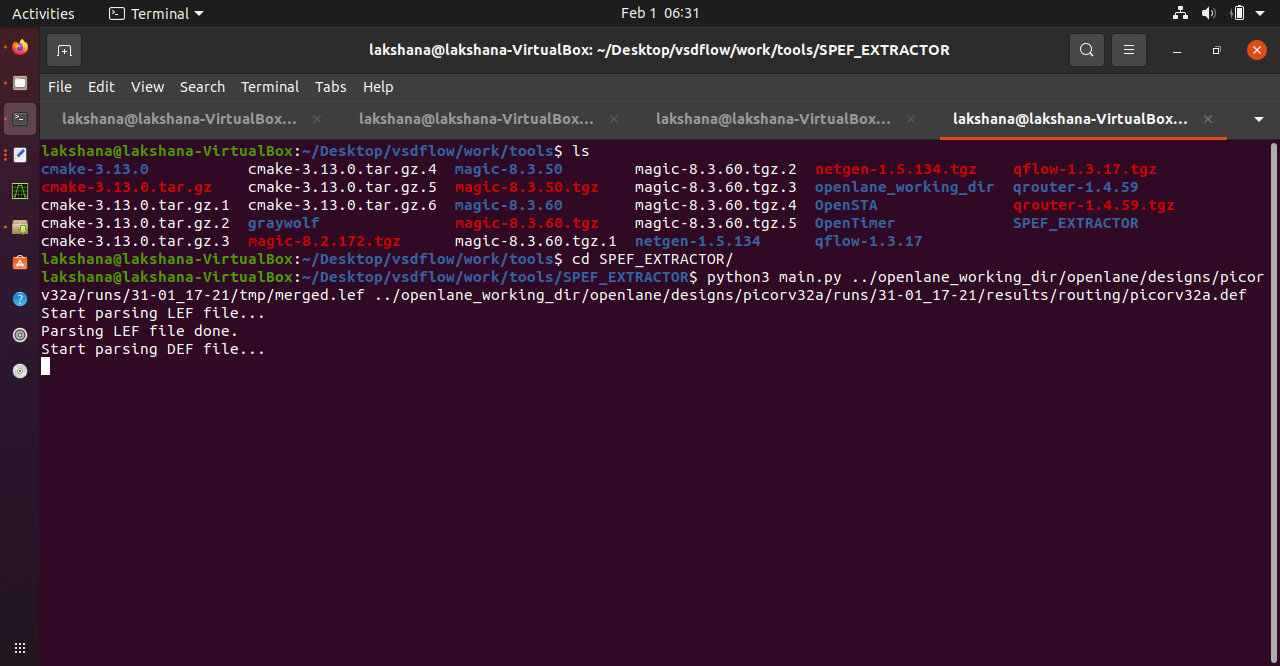 Activities Terminal Feb 1 06:31
lakshana@lakshana-VirtualBox: ~/Desktop/vsdflow/work/tools/SPEF_EXTRACTOR
File Edit View Search Terminal Tabs Help
lakshana@lakshana-VirtualBox... lakshana@lakshana-VirtualBox... lakshana@lakshana-VirtualBox... lakshana@lakshana-VirtualBox...
lakshana@lakshana-VirtualBox:~/Desktop/vsdflow/work/tools$ ls
cmake-3.13.0 cmake-3.13.0.tar.gz.4 magic-8.3.50 magic-8.3.60.tgz.2 netgen-1.5.134.tgz qflow-1.3.17.tgz
cmake-3.13.0.tar.gz cmake-3.13.0.tar.gz.5 magic-8.3.50.tgz magic-8.3.60.tgz.3 openlane_working_dir qrouter-1.4.59
cmake-3.13.0.tar.gz.1 cmake-3.13.0.tar.gz.6 magic-8.3.60 magic-8.3.60.tgz.4 OpenSTA qrouter-1.4.59.tgz
cmake-3.13.0.tar.gz.2 graywolf magic-8.3.60.tgz magic-8.3.60.tgz.5 OpenTimer SPEF_EXTRACTOR
cmake-3.13.0.tar.gz.3 magic-8.2.172.tgz magic-8.3.60.tgz.1 netgen-1.5.134 qflow-1.3.17
lakshana@lakshana-VirtualBox:~/Desktop/vsdflow/work/tools$ cd SPEF_EXTRACTOR/
lakshana@lakshana-VirtualBox:~/Desktop/vsdflow/work/tools/SPEF_EXTRACTOR$ python3 main.py ../openlane_working_dir/openlane/designs/picor
v32a/runs/31-01_17-21/tmp/merged.lef ../openlane_working_dir/openlane/designs/picorv32a/runs/31-01_17-21/results/routing/picorv32a.def
Start parsing LEF file...
Parsing LEF file done.
Start parsing DEF file...